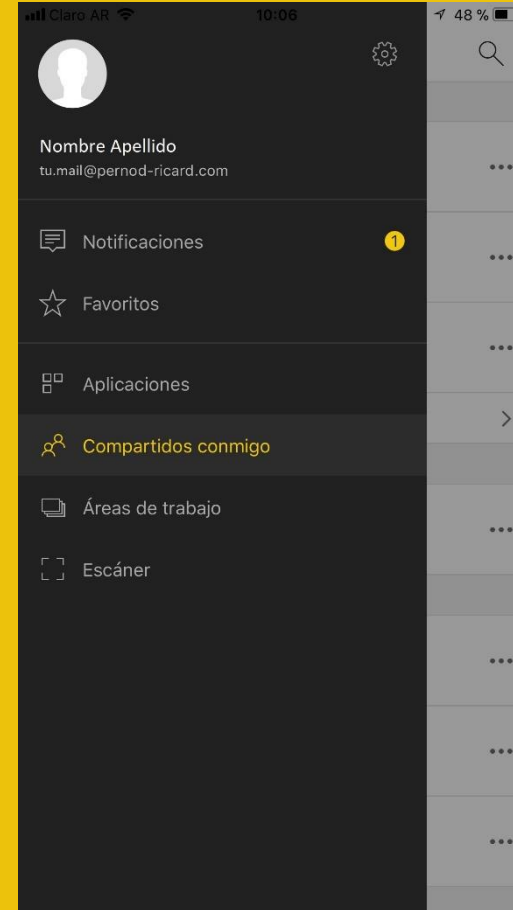 Claro AR
10:06
48 %
Nombre Apellido
tu.mail@pernod-ricard.com
Notificaciones
1
Favoritos
Aplicaciones
Compartidos conmigo
Áreas de trabajo
Escáner